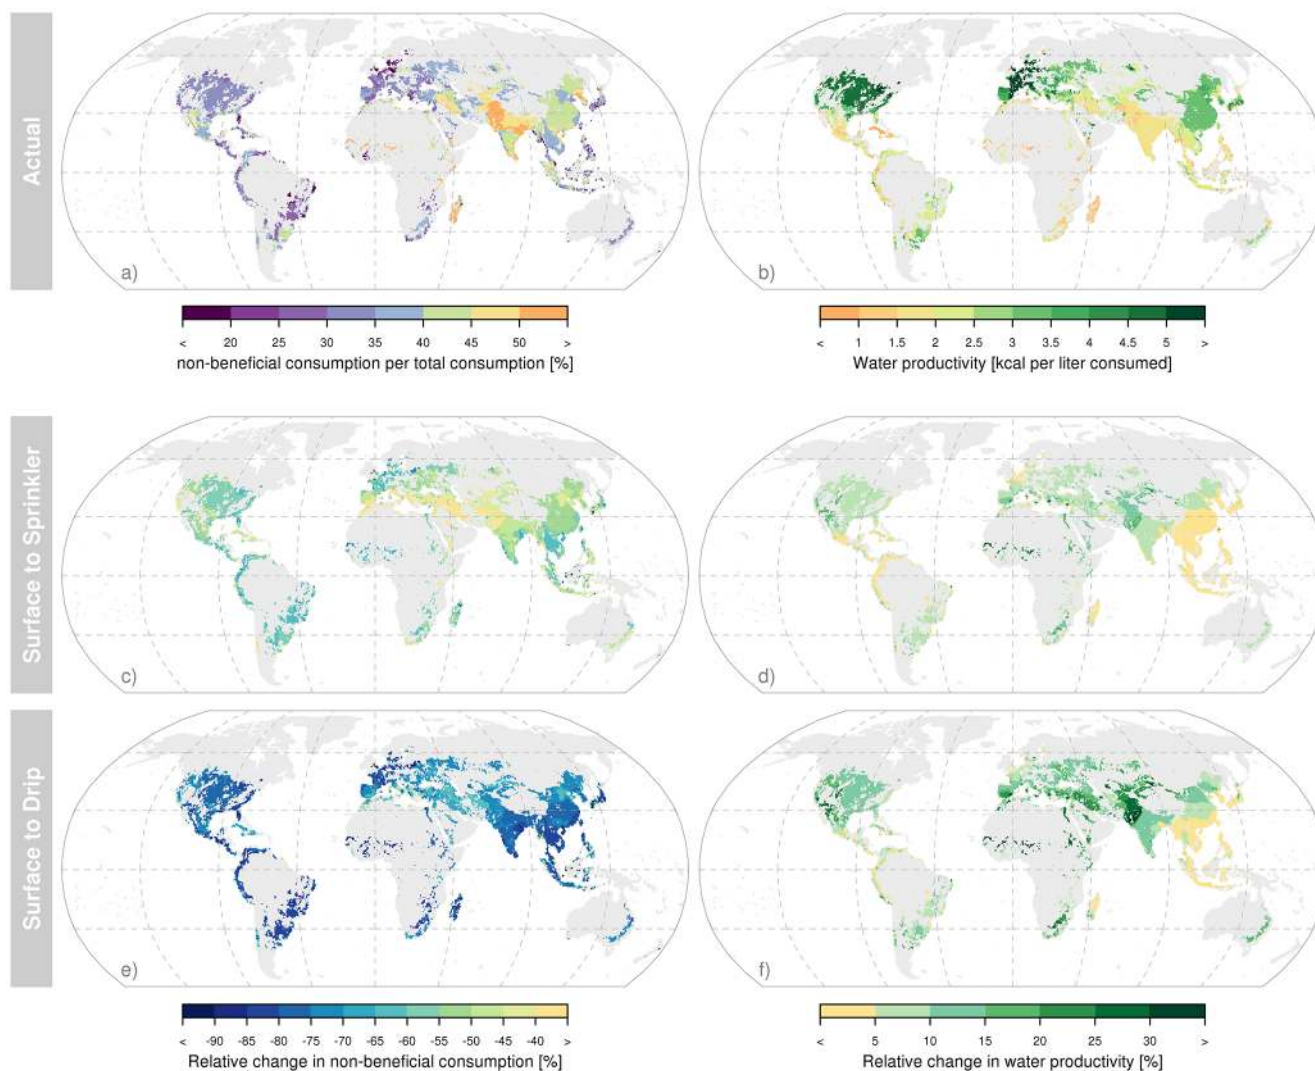 Actual
a)
b)
< 20 25 30 35 40 45 50 >
non-beneficial consumption per total consumption [%]
< 1 1.5 2 2.5 3 3.5 4 4.5 5 >
Water productivity [kcal per liter consumed]
Surface to Sprinkler
c)
d)
Surface to Drip
e)
f)
< -90 -85 -80 -75 -70 -65 -60 -55 -50 -45 -40 >
Relative change in non-beneficial consumption [%]
< 5 10 15 20 25 30 >
Relative change in water productivity [%]